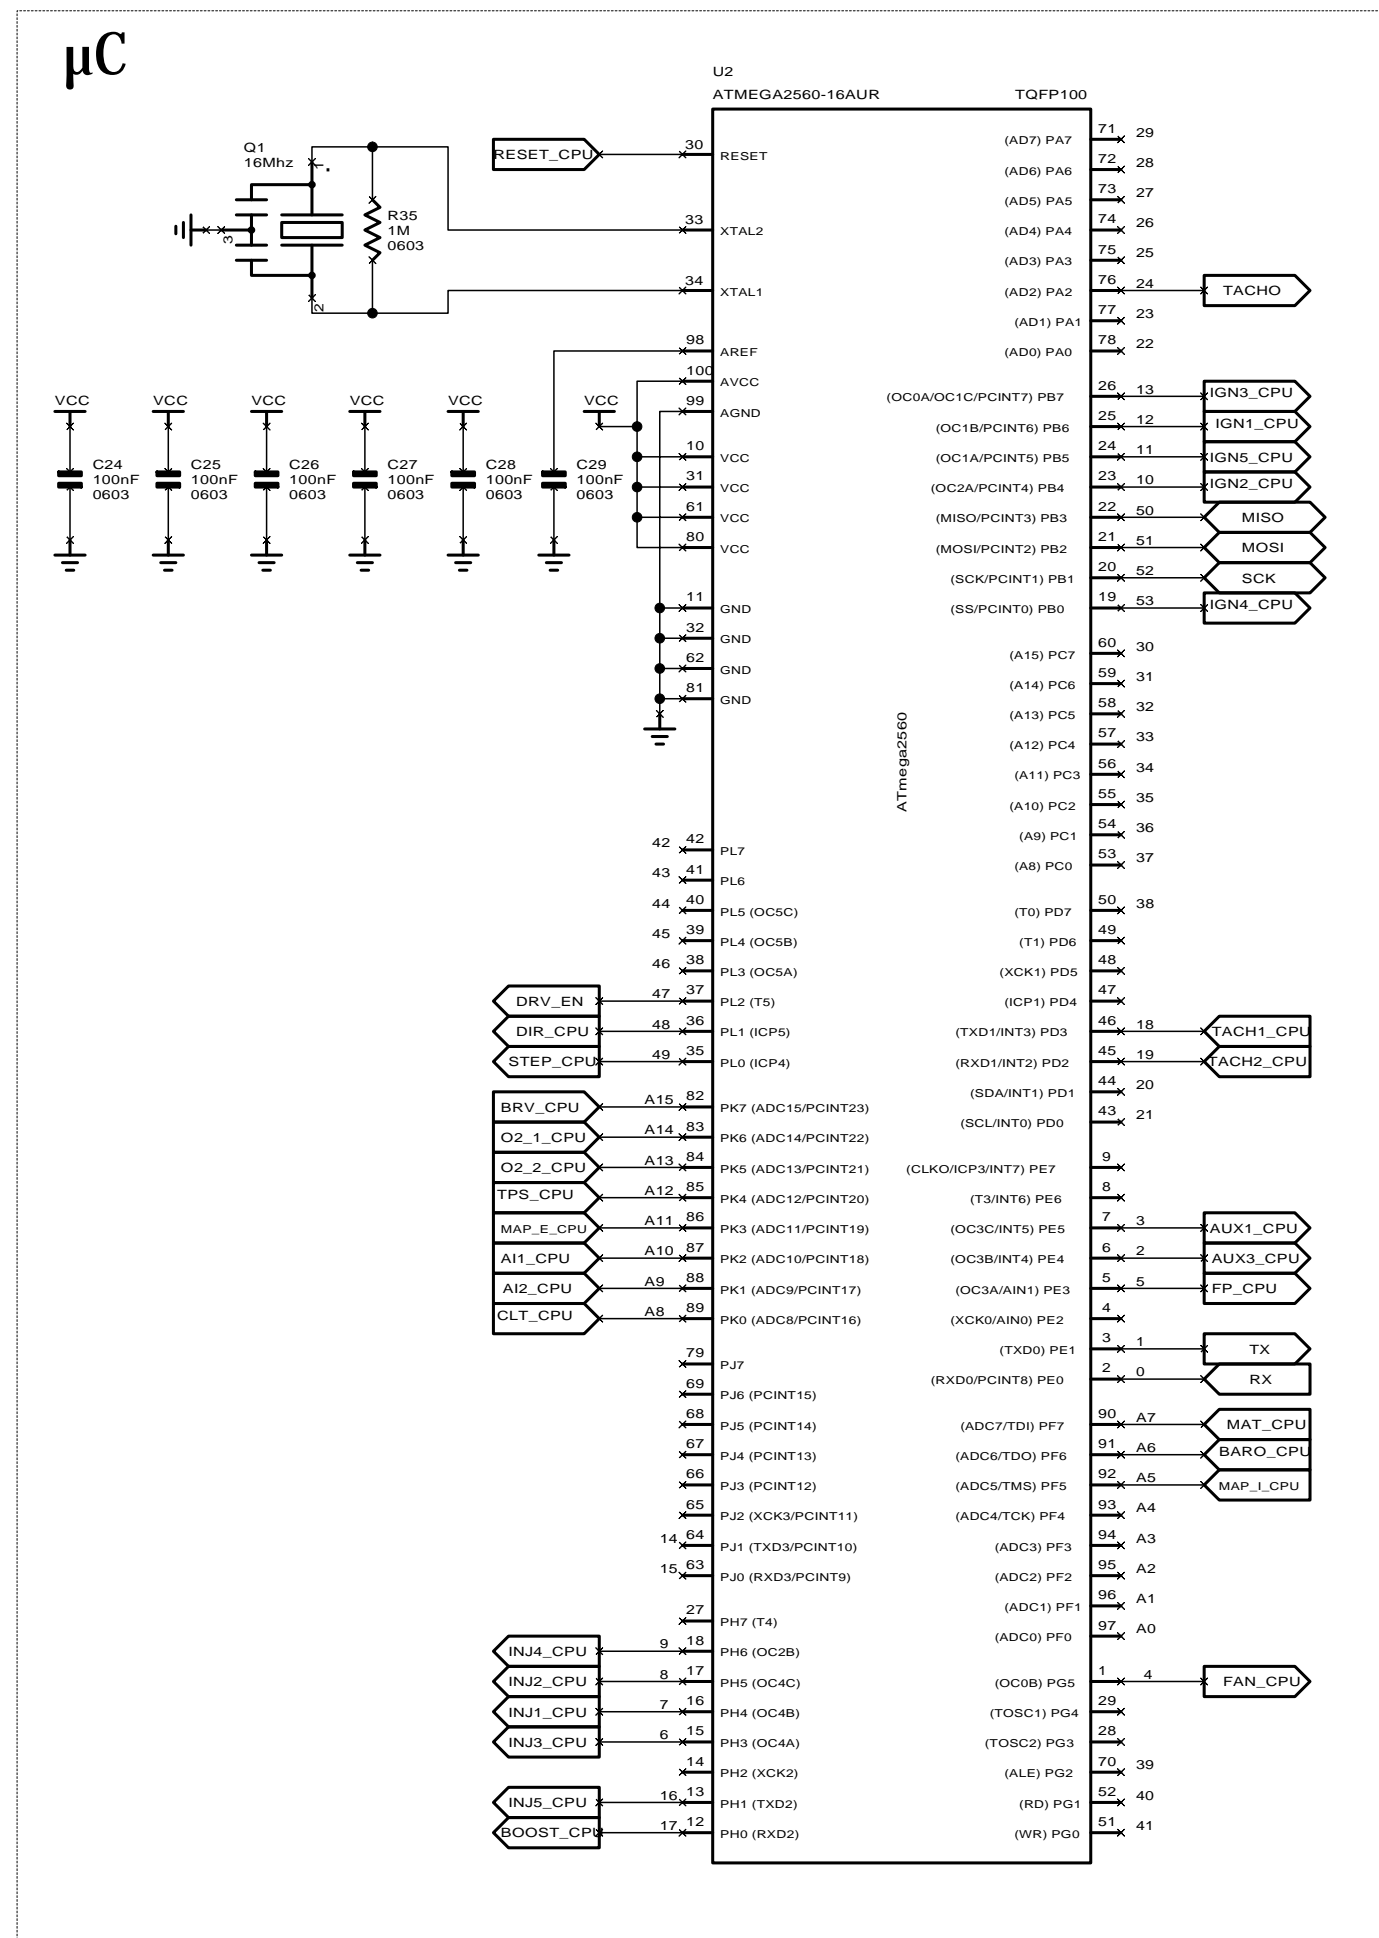 µC
U2
ATMEGA2560-16AUR TQFP100
Q1
16Mhz
1
3
2
R35
1M
0603
RESET_CPU 30 RESET
33 XTAL2
34 XTAL1
98 AREF
100 AVCC
99 AGND
10 VCC
31 VCC
61 VCC
80 VCC
11 GND
32 GND
62 GND
81 GND
VCC VCC VCC VCC VCC VCC
C24 C25 C26 C27 C28 C29
100nF 100nF 100nF 100nF 100nF 100nF
0603 0603 0603 0603 0603 0603
42 42 PL7
43 41 PL6
44 40 PL5 (OC5C)
45 39 PL4 (OC5B)
46 38 PL3 (OC5A)
DRV_EN 47 37 PL2 (T5)
DIR_CPU 48 36 PL1 (ICP5)
STEP_CPU 49 35 PL0 (ICP4)
BRV_CPU A15 82 PK7 (ADC15/PCINT23)
O2_1_CPU A14 83 PK6 (ADC14/PCINT22)
O2_2_CPU A13 84 PK5 (ADC13/PCINT21)
TPS_CPU A12 85 PK4 (ADC12/PCINT20)
MAP_E_CPU A11 86 PK3 (ADC11/PCINT19)
AI1_CPU A10 87 PK2 (ADC10/PCINT18)
AI2_CPU A9 88 PK1 (ADC9/PCINT17)
CLT_CPU A8 89 PK0 (ADC8/PCINT16)
79 PJ7
69 PJ6 (PCINT15)
68 PJ5 (PCINT14)
67 PJ4 (PCINT13)
66 PJ3 (PCINT12)
65 PJ2 (XCK3/PCINT11)
14 64 PJ1 (TXD3/PCINT10)
15 63 PJ0 (RXD3/PCINT9)
27 PH7 (T4)
INJ4_CPU 9 18 PH6 (OC2B)
INJ2_CPU 8 17 PH5 (OC4C)
INJ1_CPU 7 16 PH4 (OC4B)
INJ3_CPU 6 15 PH3 (OC4A)
14 PH2 (XCK2)
INJ5_CPU 16 13 PH1 (TXD2)
BOOST_CPU 17 12 PH0 (RXD2)
ATmega2560
(AD7) PA7 71 29
(AD6) PA6 72 28
(AD5) PA5 73 27
(AD4) PA4 74 26
(AD3) PA3 75 25
(AD2) PA2 76 24 TACHO
(AD1) PA1 77 23
(AD0) PA0 78 22
(OC0A/OC1C/PCINT7) PB7 26 13 IGN3_CPU
(OC1B/PCINT6) PB6 25 12 IGN1_CPU
(OC1A/PCINT5) PB5 24 11 IGN5_CPU
(OC2A/PCINT4) PB4 23 10 IGN2_CPU
(MISO/PCINT3) PB3 22 50 MISO
(MOSI/PCINT2) PB2 21 51 MOSI
(SCK/PCINT1) PB1 20 52 SCK
(SS/PCINT0) PB0 19 53 IGN4_CPU
(A15) PC7 60 30
(A14) PC6 59 31
(A13) PC5 58 32
(A12) PC4 57 33
(A11) PC3 56 34
(A10) PC2 55 35
(A9) PC1 54 36
(A8) PC0 53 37
(T0) PD7 50 38
(T1) PD6 49
(XCK1) PD5 48
(ICP1) PD4 47
(TXD1/INT3) PD3 46 18 TACH1_CPU
(RXD1/INT2) PD2 45 19 TACH2_CPU
(SDA/INT1) PD1 44 20
(SCL/INT0) PD0 43 21
(CLKO/ICP3/INT7) PE7 9
(T3/INT6) PE6 8
(OC3C/INT5) PE5 7 3 AUX1_CPU
(OC3B/INT4) PE4 6 2 AUX3_CPU
(OC3A/AIN1) PE3 5 5 FP_CPU
(XCK0/AIN0) PE2 4
(TXD0) PE1 3 1 TX
(RXD0/PCINT8) PE0 2 0 RX
(ADC7/TDI) PF7 90 A7 MAT_CPU
(ADC6/TDO) PF6 91 A6 BARO_CPU
(ADC5/TMS) PF5 92 A5 MAP_I_CPU
(ADC4/TCK) PF4 93 A4
(ADC3) PF3 94 A3
(ADC2) PF2 95 A2
(ADC1) PF1 96 A1
(ADC0) PF0 97 A0
(OC0B) PG5 1 4 FAN_CPU
(TOSC1) PG4 29
(TOSC2) PG3 28
(ALE) PG2 70 39
(RD) PG1 52 40
(WR) PG0 51 41